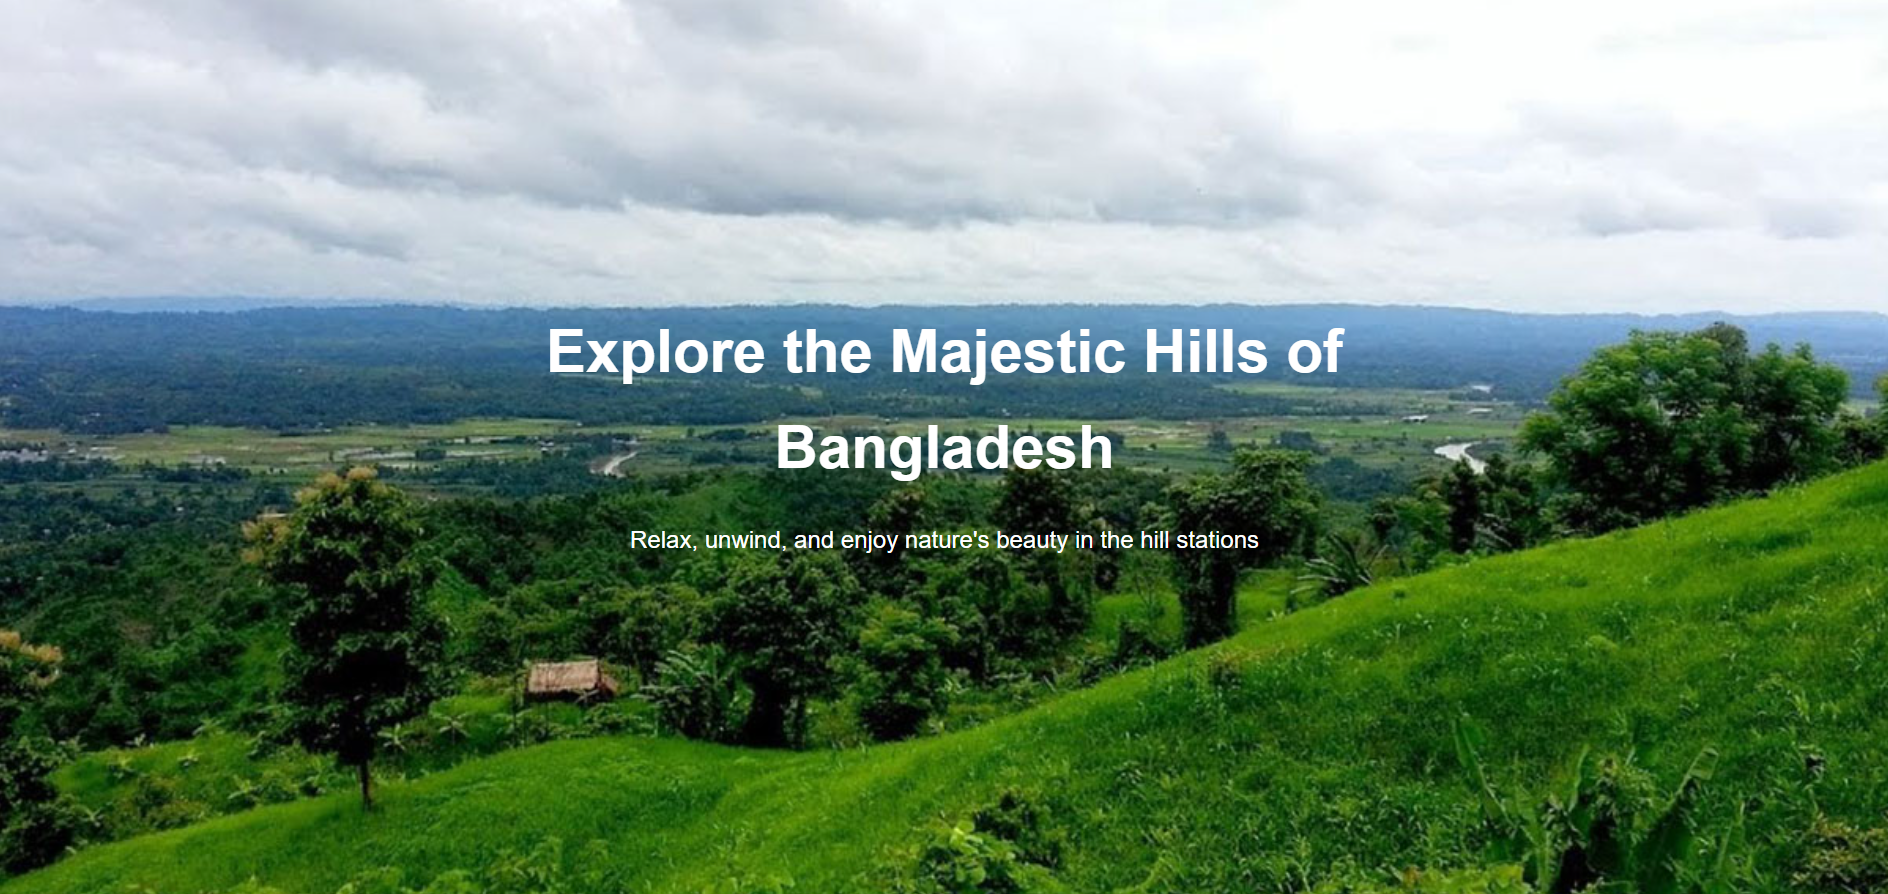 Explore the Majestic Hills of
Bangladesh
Relax, unwind, and enjoy nature's beauty in the hill stations